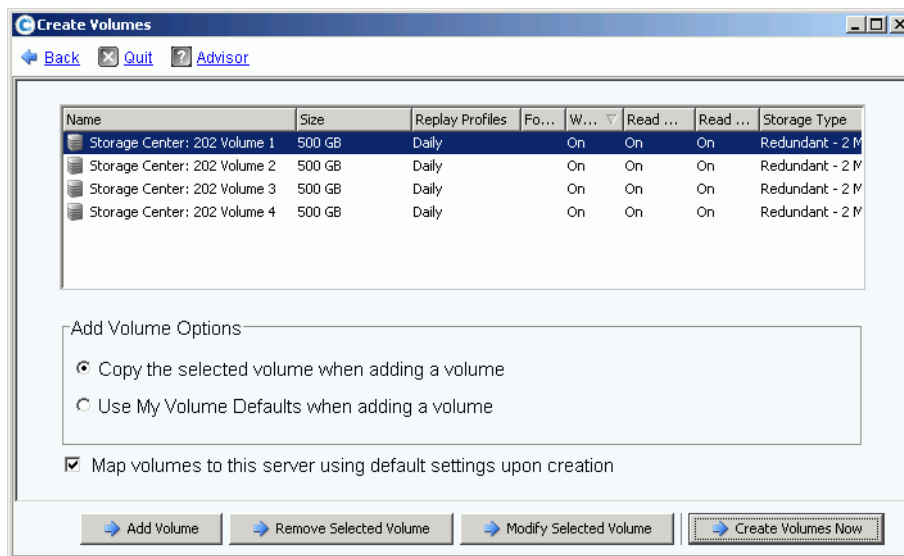 Create Volumes
Back Quit Advisor
Name Size Replay Profiles Fo... W... Read ... Read ... Storage Type
Storage Center: 202 Volume 1 500 GB Daily On On On Redundant - 2 M
Storage Center: 202 Volume 2 500 GB Daily On On On Redundant - 2 M
Storage Center: 202 Volume 3 500 GB Daily On On On Redundant - 2 M
Storage Center: 202 Volume 4 500 GB Daily On On On Redundant - 2 M
Add Volume Options
Copy the selected volume when adding a volume
Use My Volume Defaults when adding a volume
Map volumes to this server using default settings upon creation
Add Volume Remove Selected Volume Modify Selected Volume Create Volumes Now